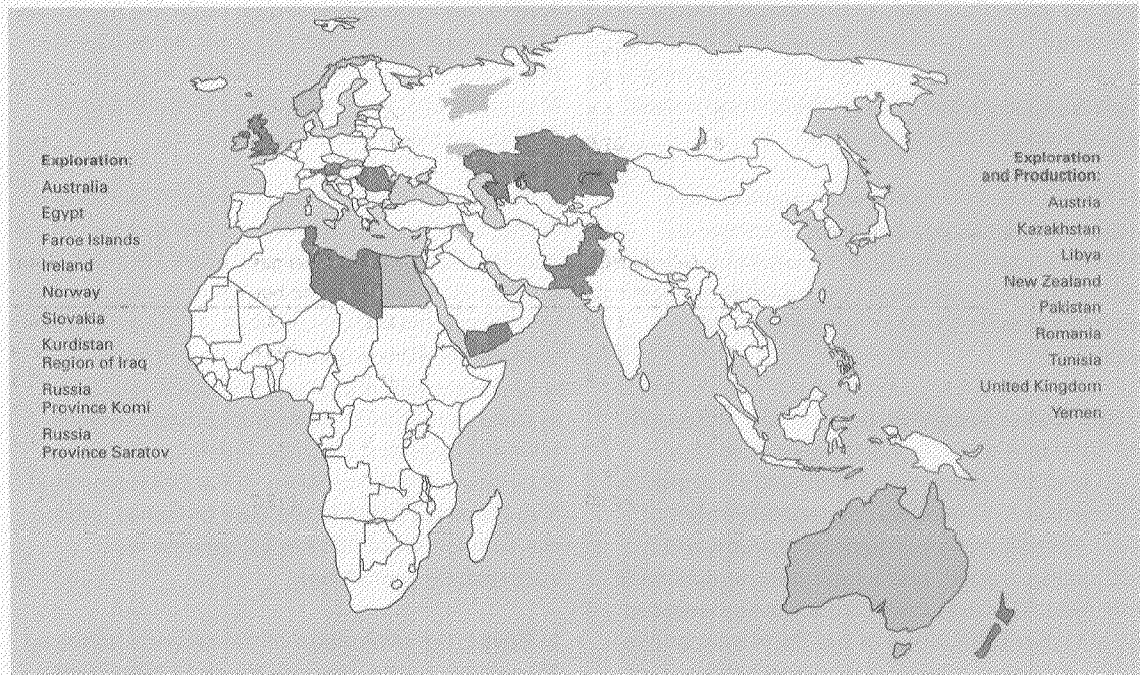 Exploration:
Australia
Egypt
Faroe Islands
Ireland
Norway
Slovakia
Kurdistan
Region of Iraq
Russia
Province Komi
Russia
Province Saratov
Exploration
and Production:
Austria
Kazakhstan
Libya
New Zealand
Pakistan
Romania
Tunisia
United Kingdom
Yemen